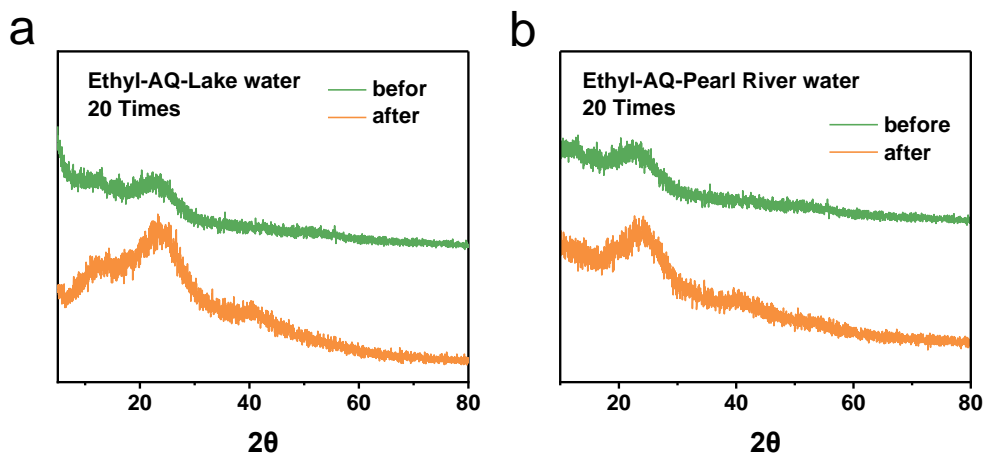 a
Ethyl-AQ-Lake water
20 Times
befor
after
20 40 60 80
2θ
b
Ethyl-AQ-Pearl River water
20 Times
before
after
20 40 60 80
2θ